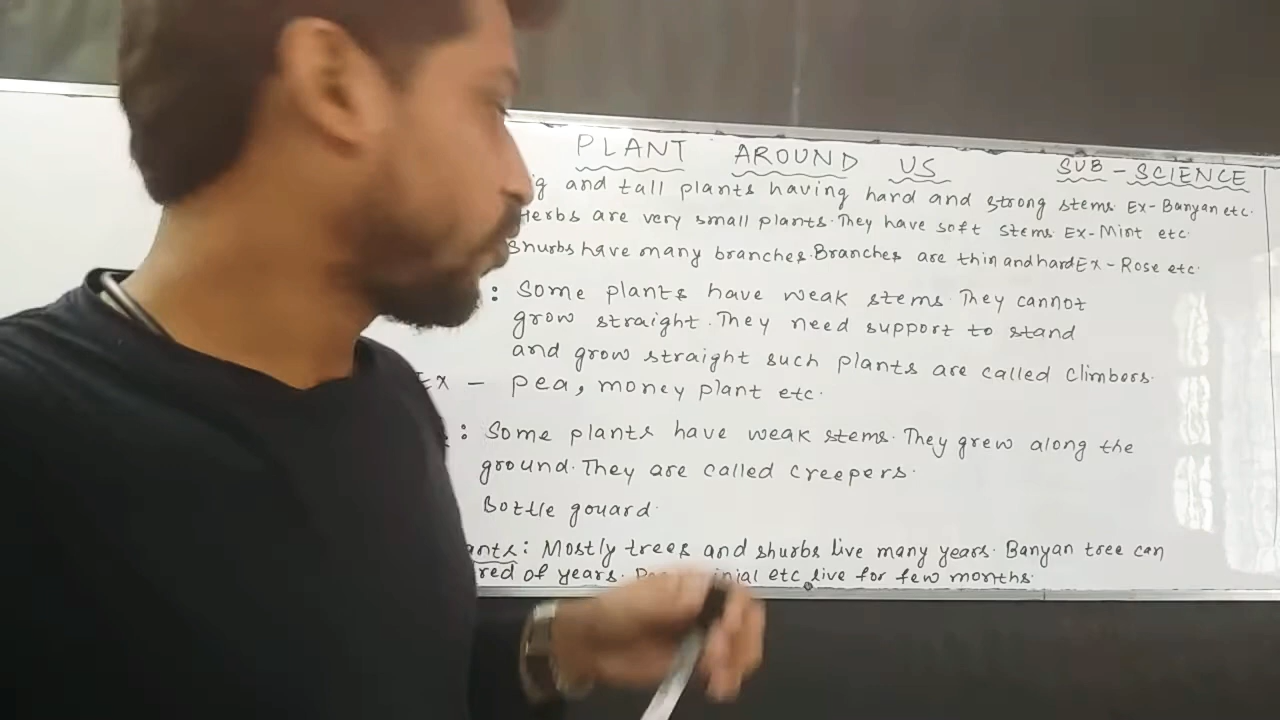 PLANT AROUND US SUB-SCIENCE
and tall plants having hard and strong stems. Ex-Banyan etc.
Herbs are very small plants. They have soft stems Ex-Mint etc.
Shurbs have many branches. Branches are thin and hard Ex-Rose etc.
: Some plants have weak stems. They cannot
grow straight. They need support to stand
and grow straight such plants are called climbors.
Ex - pea, money plant etc.
: Some plants have weak stems. They grew along the
ground. They are called creepers.
Bottle gouard.
: Mostly trees and shurbs live many years. Banyan tree can
of years. etc live for few months.